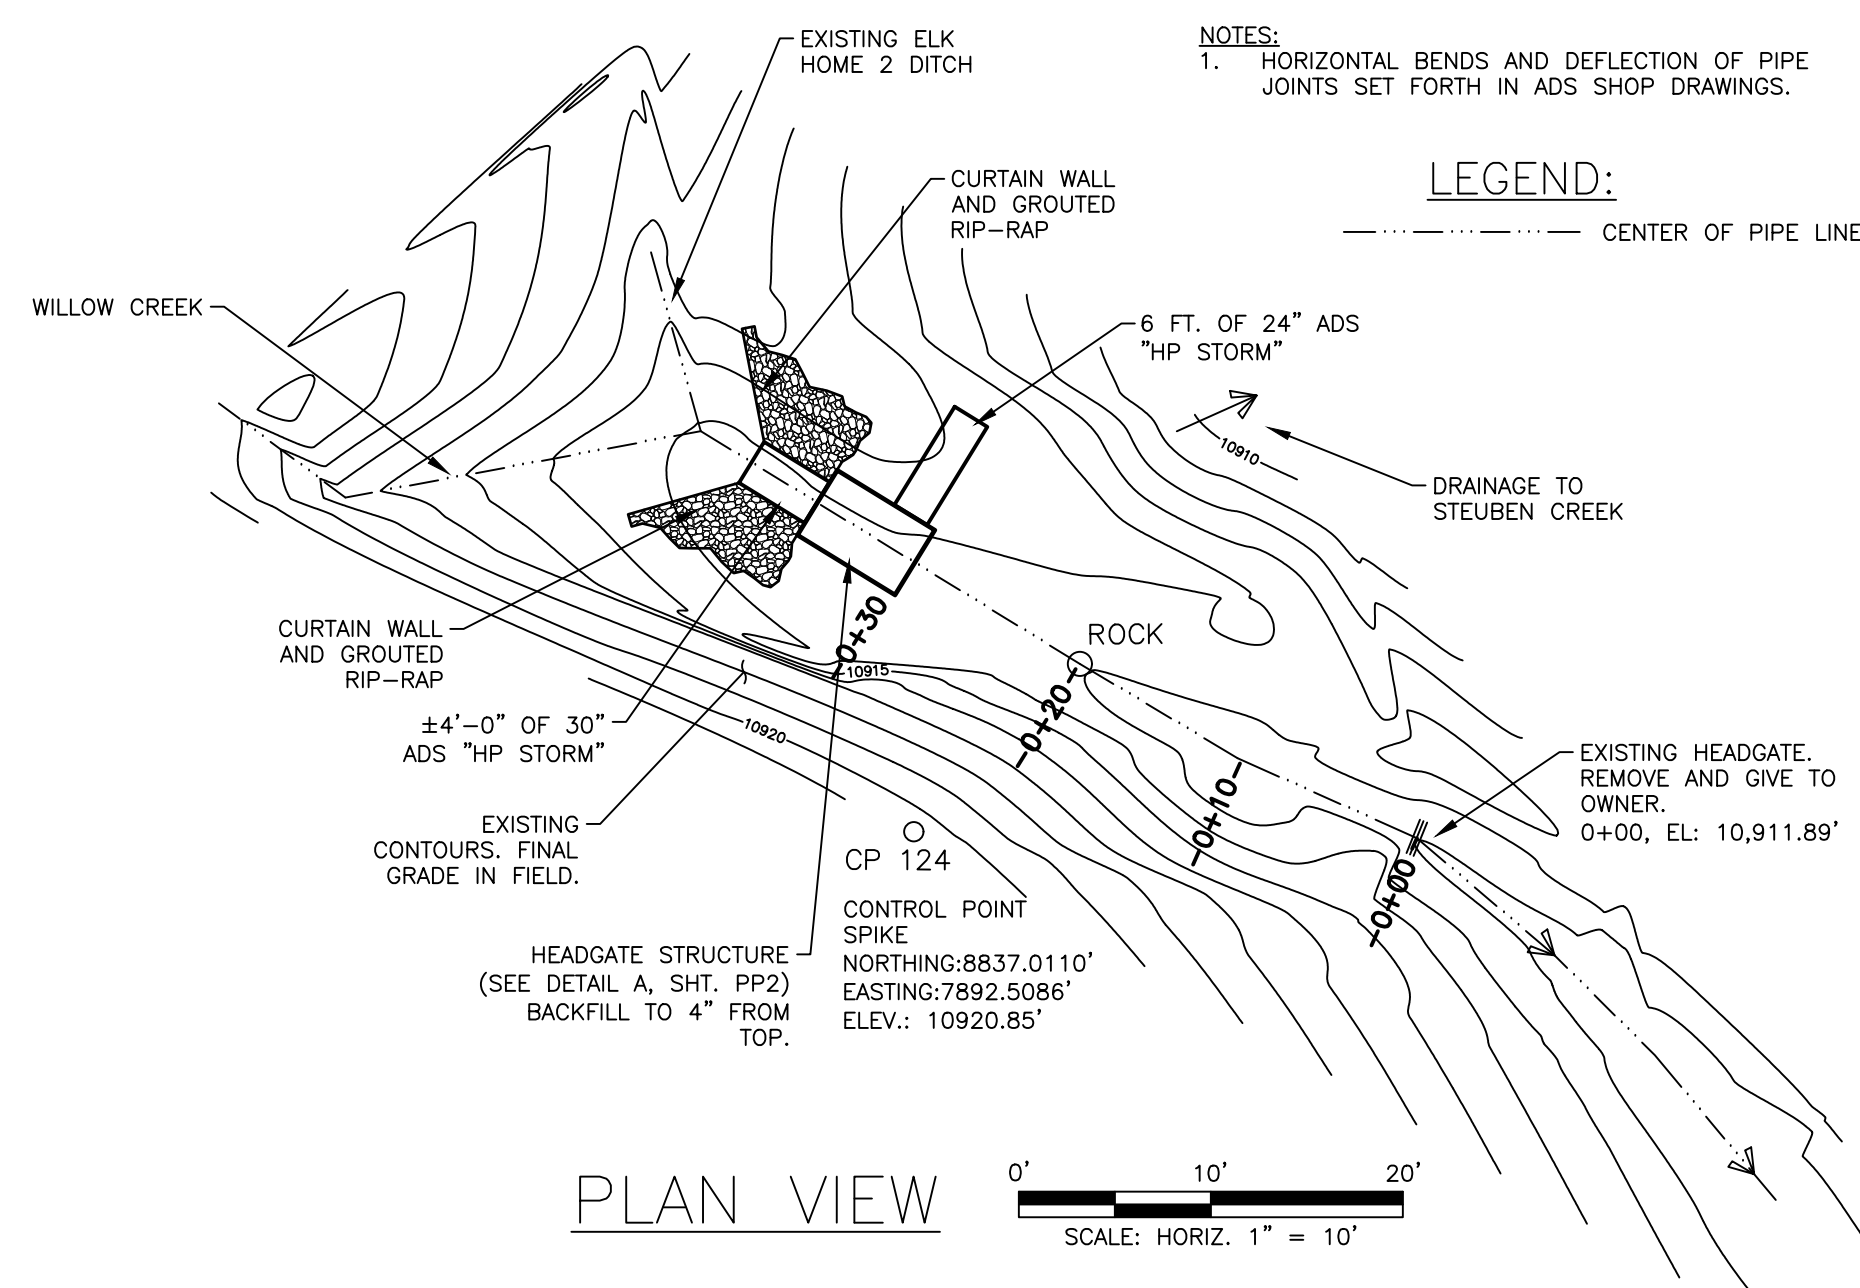 EXISTING ELK
HOME 2 DITCH
NOTES:
1. HORIZONTAL BENDS AND DEFLECTION OF PIPE
JOINTS SET FORTH IN ADS SHOP DRAWINGS.
LEGEND:
CENTER OF PIPE LINE
CURTAIN WALL
AND GROUTED
RIP-RAP
WILLOW CREEK
6 FT. OF 24" ADS
"HP STORM"
10910
DRAINAGE TO
STEUBEN CREEK
CURTAIN WALL
AND GROUTED
RIP-RAP
0+30
ROCK
10915
0+20
10920
±4'-0" OF 30"
ADS "HP STORM"
0+10
EXISTING HEADGATE.
REMOVE AND GIVE TO
OWNER.
0+00, EL: 10,911.89'
EXISTING
CONTOURS. FINAL
GRADE IN FIELD.
CP 124
0+00
CONTROL POINT
SPIKE
NORTHING:8837.0110'
EASTING:7892.5086'
ELEV.: 10920.85'
HEADGATE STRUCTURE
(SEE DETAIL A, SHT. PP2)
BACKFILL TO 4" FROM
TOP.
PLAN VIEW
0' 10' 20'
SCALE: HORIZ. 1" = 10'